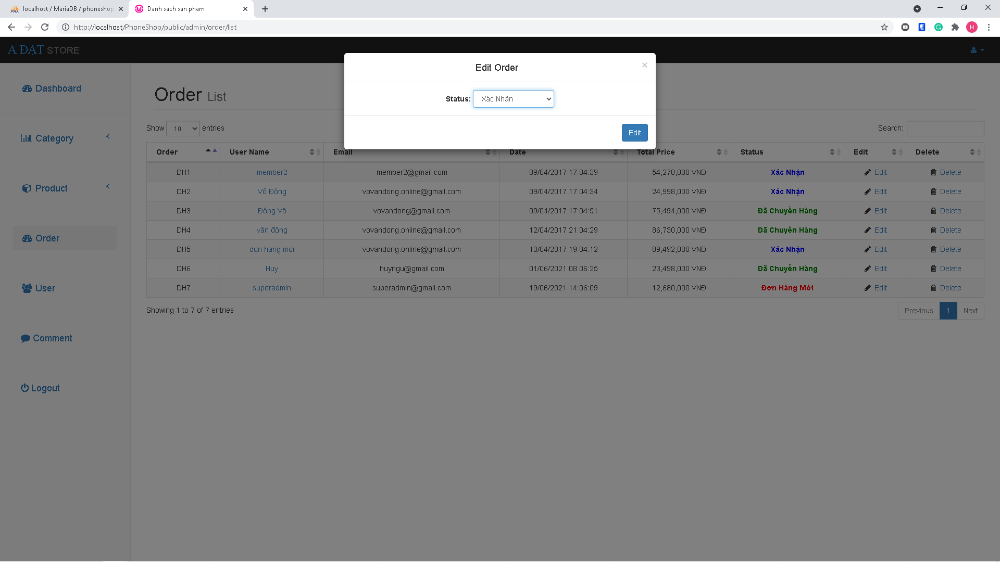 localhost / MariaDB / phoneshop
Danh sach san pham
http://localhost/PhoneShop/public/admin/order/list
H
A ĐẠT STORE
Edit Order ×
Status: Xác Nhận
Edit
Dashboard
Category
Product
Order
User
Comment
Logout
Order List
Show 10 entries
Search:
Order User Name Email Date Total Price Status Edit Delete
DH1 member2 member2@gmail.com 09/04/2017 17:04:39 54,270,000 VNĐ Xác Nhận Edit Delete
DH2 Võ Đông vovandong.online@gmail.com 09/04/2017 17:04:34 24,998,000 VNĐ Xác Nhận Edit Delete
DH3 Đông Võ vovandong@gmail.com 09/04/2017 17:04:51 75,494,000 VNĐ Đã Chuyển Hàng Edit Delete
DH4 văn đông vovandong.online@gmail.com 12/04/2017 21:04:29 86,730,000 VNĐ Đã Chuyển Hàng Edit Delete
DH5 don hang moi vovandong.online@gmail.com 13/04/2017 19:04:12 89,492,000 VNĐ Xác Nhận Edit Delete
DH6 Huy huyngu@gmail.com 01/06/2021 08:06:25 23,498,000 VNĐ Đã Chuyển Hàng Edit Delete
DH7 superadmin superadmin@gmail.com 19/06/2021 14:06:09 12,680,000 VNĐ Đơn Hàng Mới Edit Delete
Showing 1 to 7 of 7 entries
Previous 1 Next